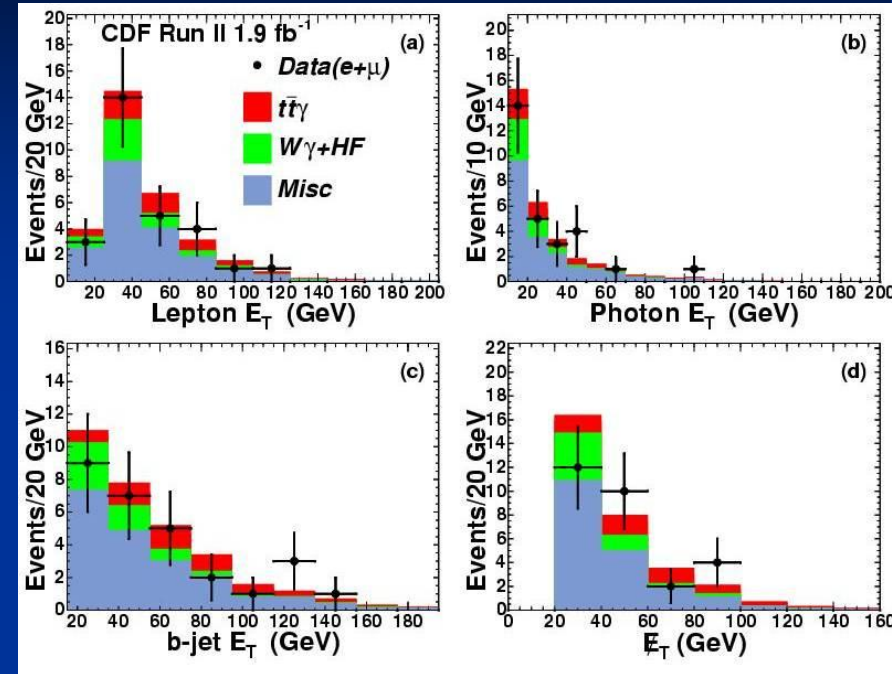 CDF Run II 1.9 fb⁻¹
(a)
Data(e+μ)
tt̄γ
Wγ+HF
Misc
Events/20 GeV
20
18
16
14
12
10
8
6
4
2
0
20 40 60 80 100 120 140 160 180 200
Lepton E_T (GeV)
(b)
Events/10 GeV
20
18
16
14
12
10
8
6
4
2
0
20 40 60 80 100 120 140 160 180 200
Photon E_T (GeV)
(c)
Events/20 GeV
16
14
12
10
8
6
4
2
0
20 40 60 80 100 120 140 160 180
b-jet E_T (GeV)
(d)
Events/20 GeV
22
20
18
16
14
12
10
8
6
4
2
0
0 20 40 60 80 100 120 140 160
E̸_T (GeV)